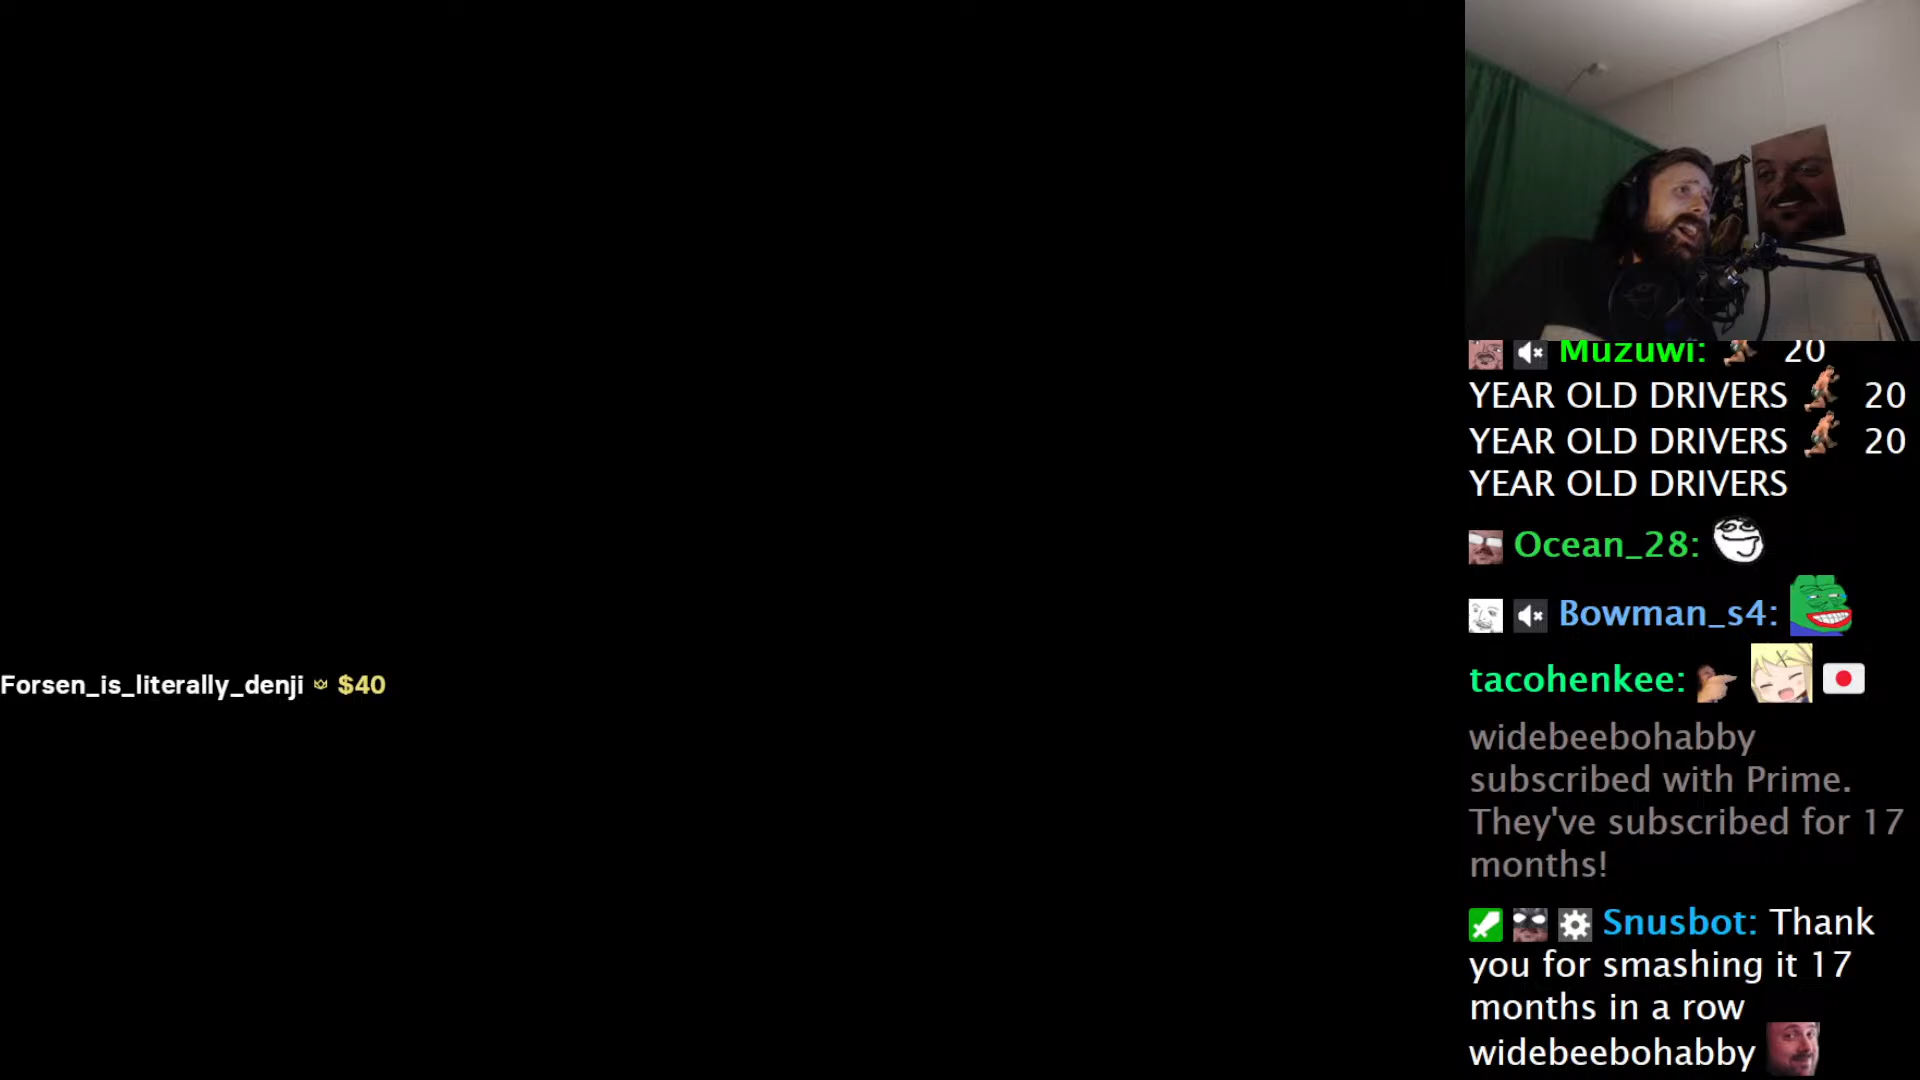 Muzuwi: 20
YEAR OLD DRIVERS 20
YEAR OLD DRIVERS 20
YEAR OLD DRIVERS
Ocean_28:
Bowman_s4:
Forsen_is_literally_denji $40
tacohenkee:
widebeebohabby
subscribed with Prime.
They've subscribed for 17
months!
Snusbot: Thank
you for smashing it 17
months in a row
widebeebohabby